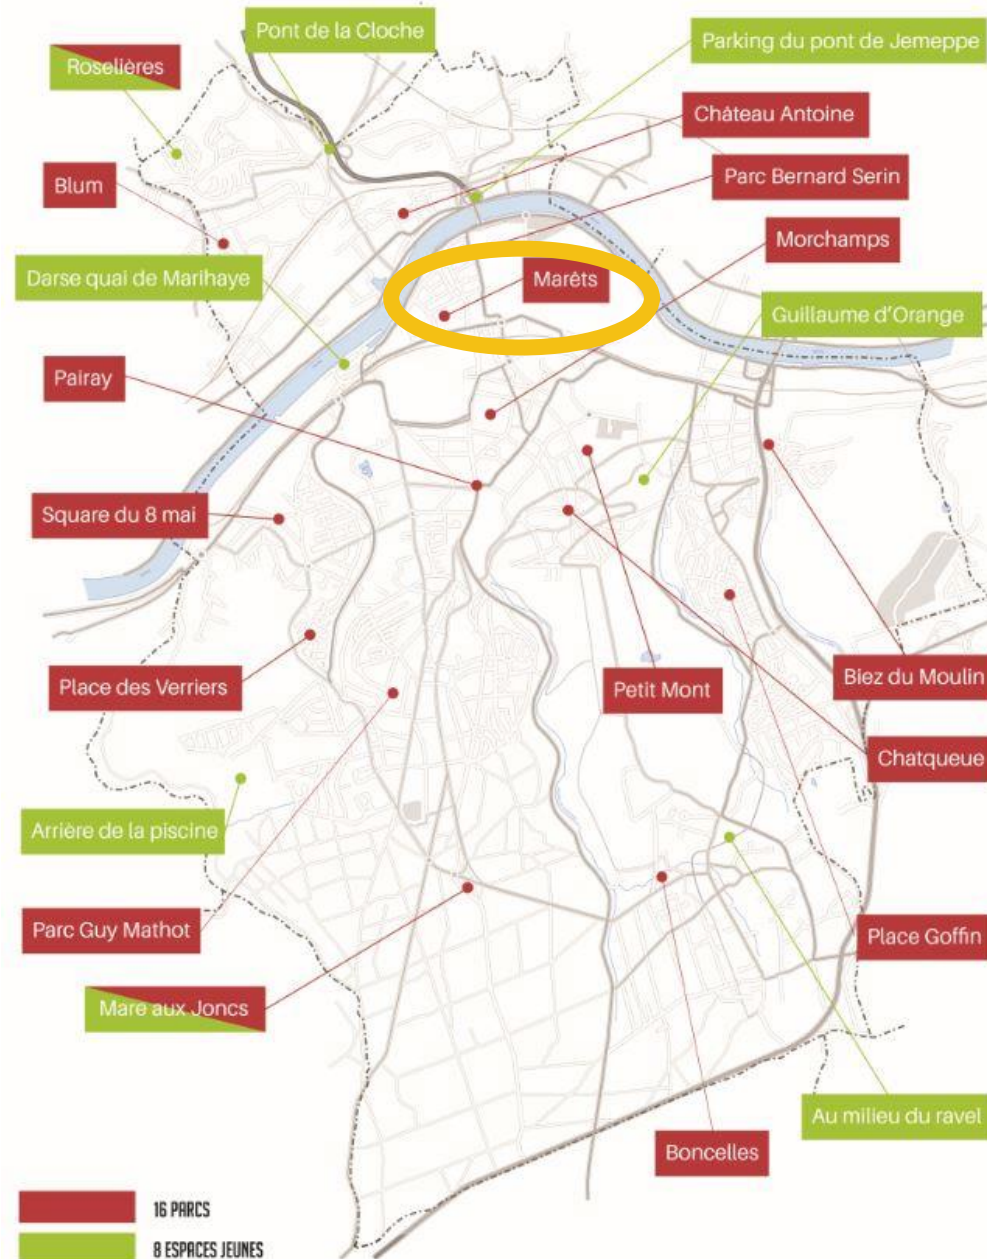 Pont de la Cloche
Parking du pont de Jemeppe
Roselières
Château Antoine
Blum
Parc Bernard Serin
Morchamps
Darse quai de Marihaye
Marêts
Guillaume d'Orange
Pairay
Square du 8 mai
Place des Verriers
Petit Mont
Biez du Moulin
Chatqueue
Arrière de la piscine
Parc Guy Mathot
Place Goffin
Mare aux Joncs
Au milieu du ravel
Boncelles
16 PARCS
8 ESPACES JEUNES